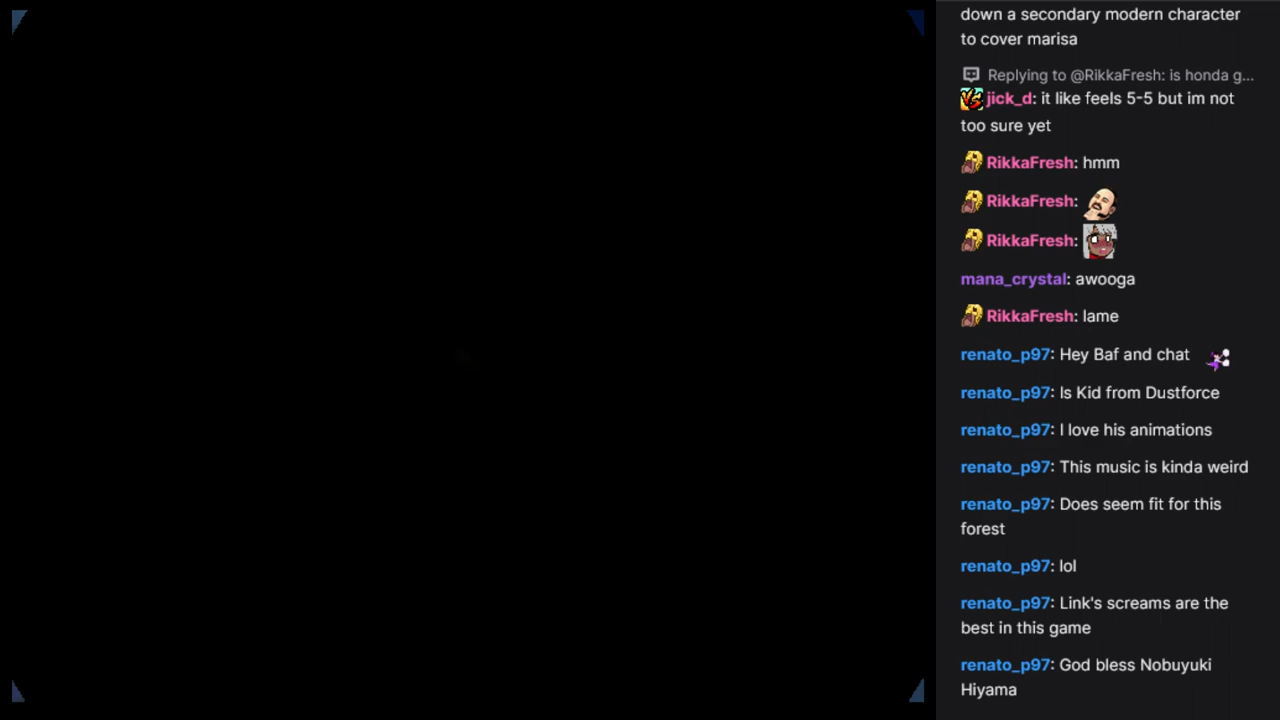 down a secondary modern character
to cover marisa
Replying to @RikkaFresh: is honda g...
jick_d: it like feels 5-5 but im not
too sure yet
RikkaFresh: hmm
RikkaFresh:
RikkaFresh:
mana_crystal: awooga
RikkaFresh: lame
renato_p97: Hey Baf and chat
renato_p97: Is Kid from Dustforce
renato_p97: I love his animations
renato_p97: This music is kinda weird
renato_p97: Does seem fit for this
forest
renato_p97: lol
renato_p97: Link's screams are the
best in this game
renato_p97: God bless Nobuyuki
Hiyama